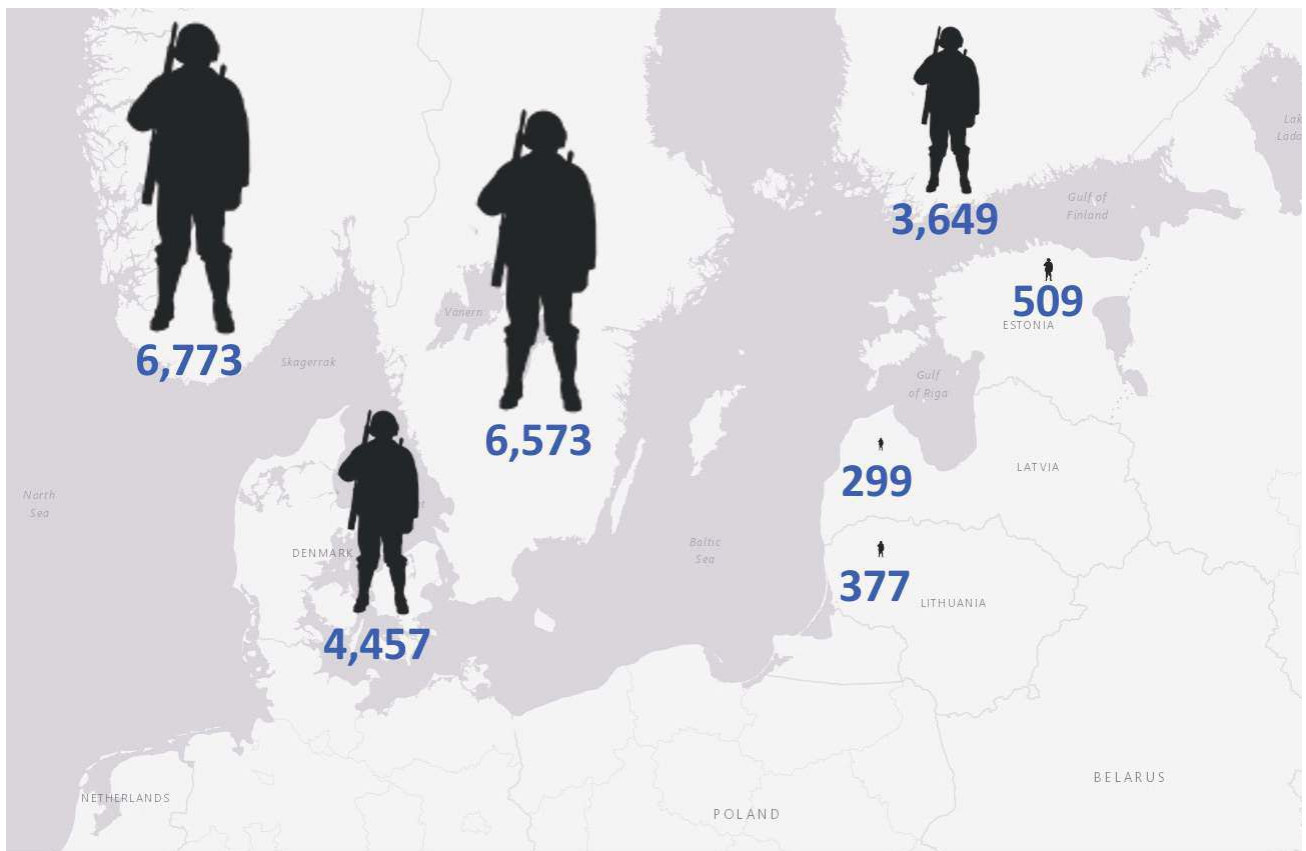 Lak
Lado
Gulf of
Finland
3,649
509
ESTONIA
Vanern
6,773
Skagerrak
Gulf
of Riga
6,573
299
LATVIA
North
Sea
Baltic
Sea
DENMARK
377
LITHUANIA
4,457
BELARUS
NETHERLANDS
POLAND